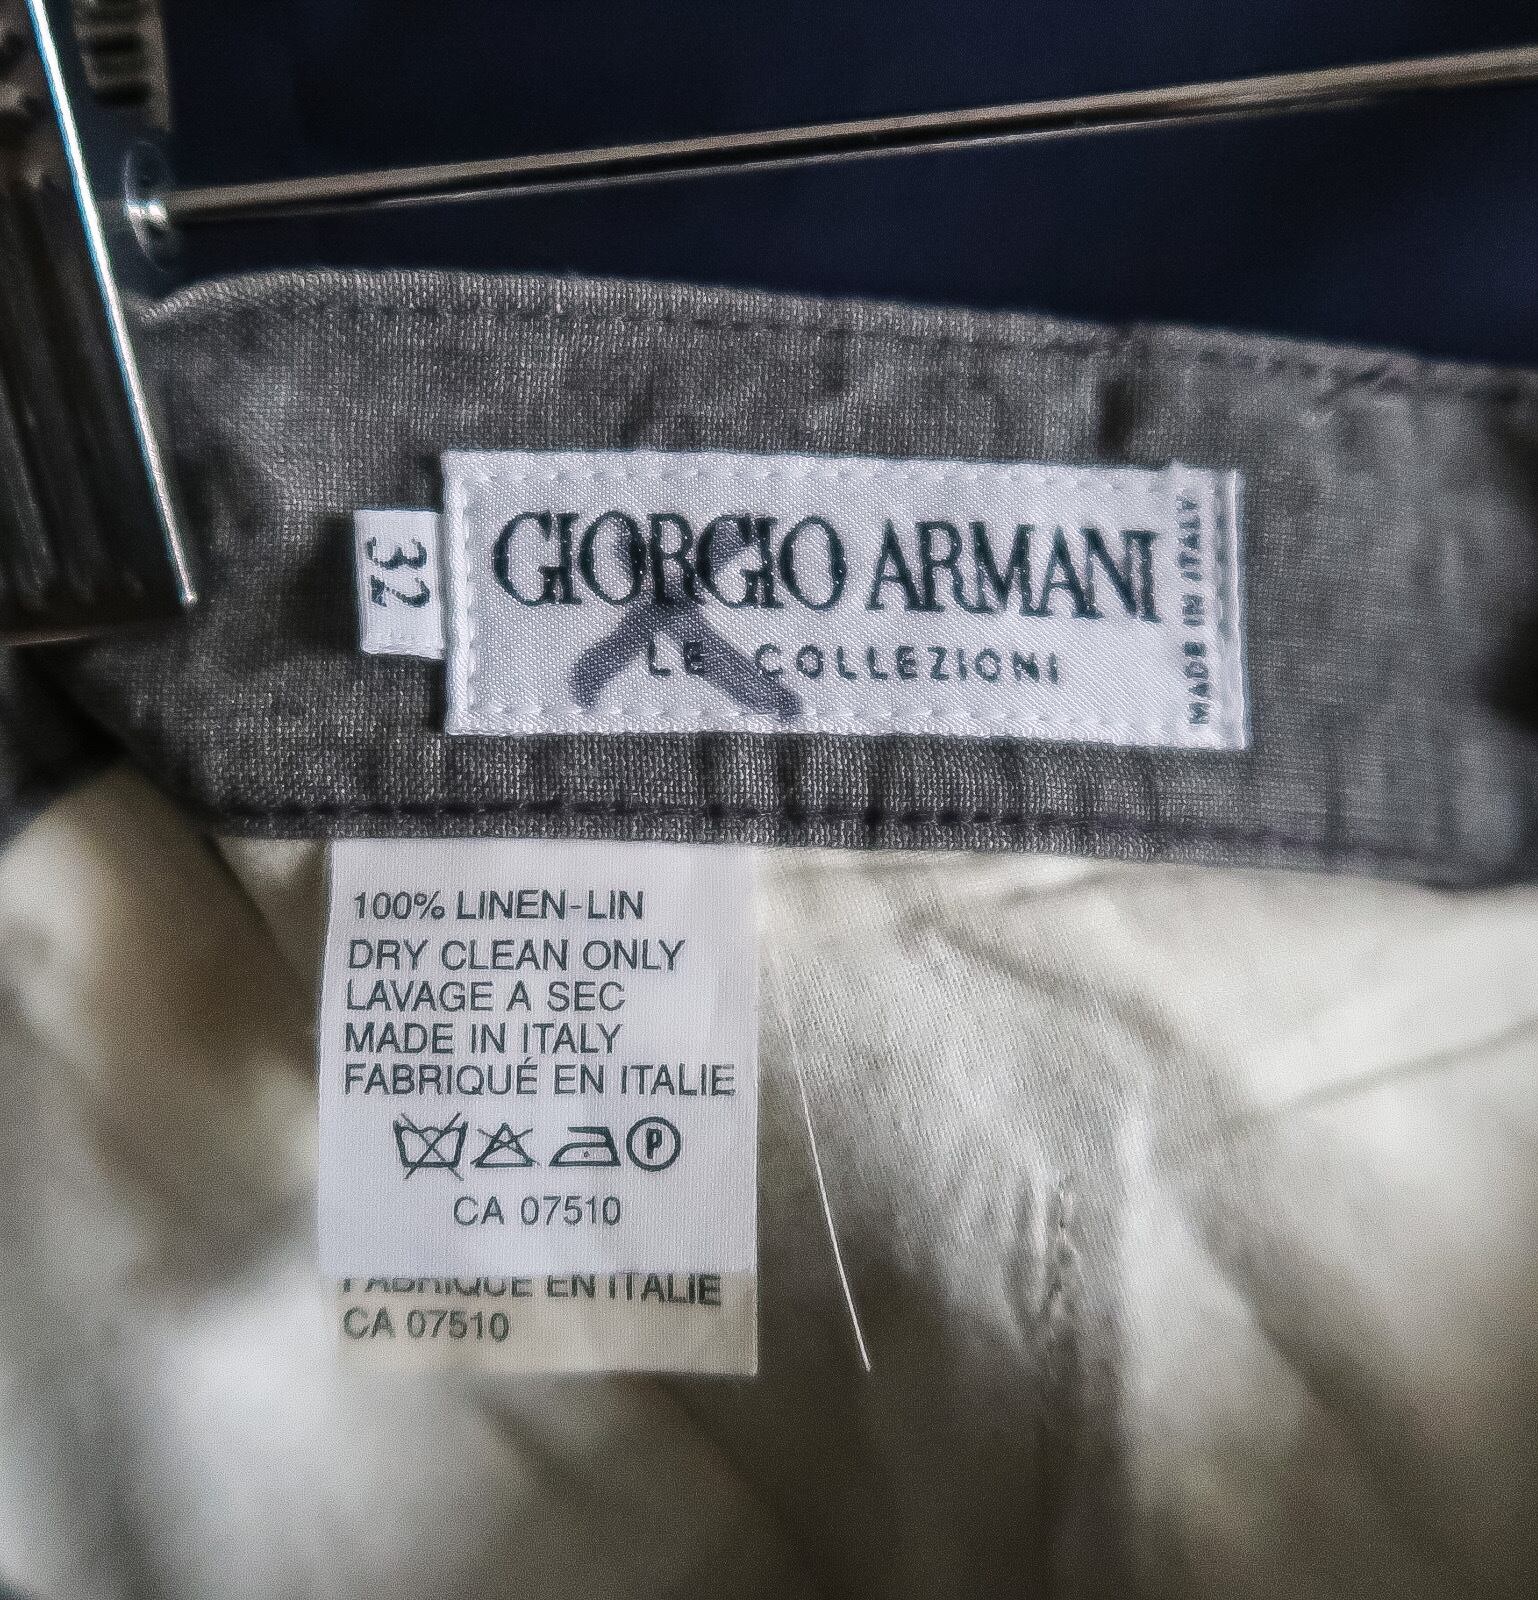 32
GIORGIO ARMANI
LE COLLEZIONI
MADE IN ITALY
100% LINEN-LIN
DRY CLEAN ONLY
LAVAGE A SEC
MADE IN ITALY
FABRIQUÉ EN ITALIE
P
CA 07510
FABRIQUE EN ITALIE
CA 07510